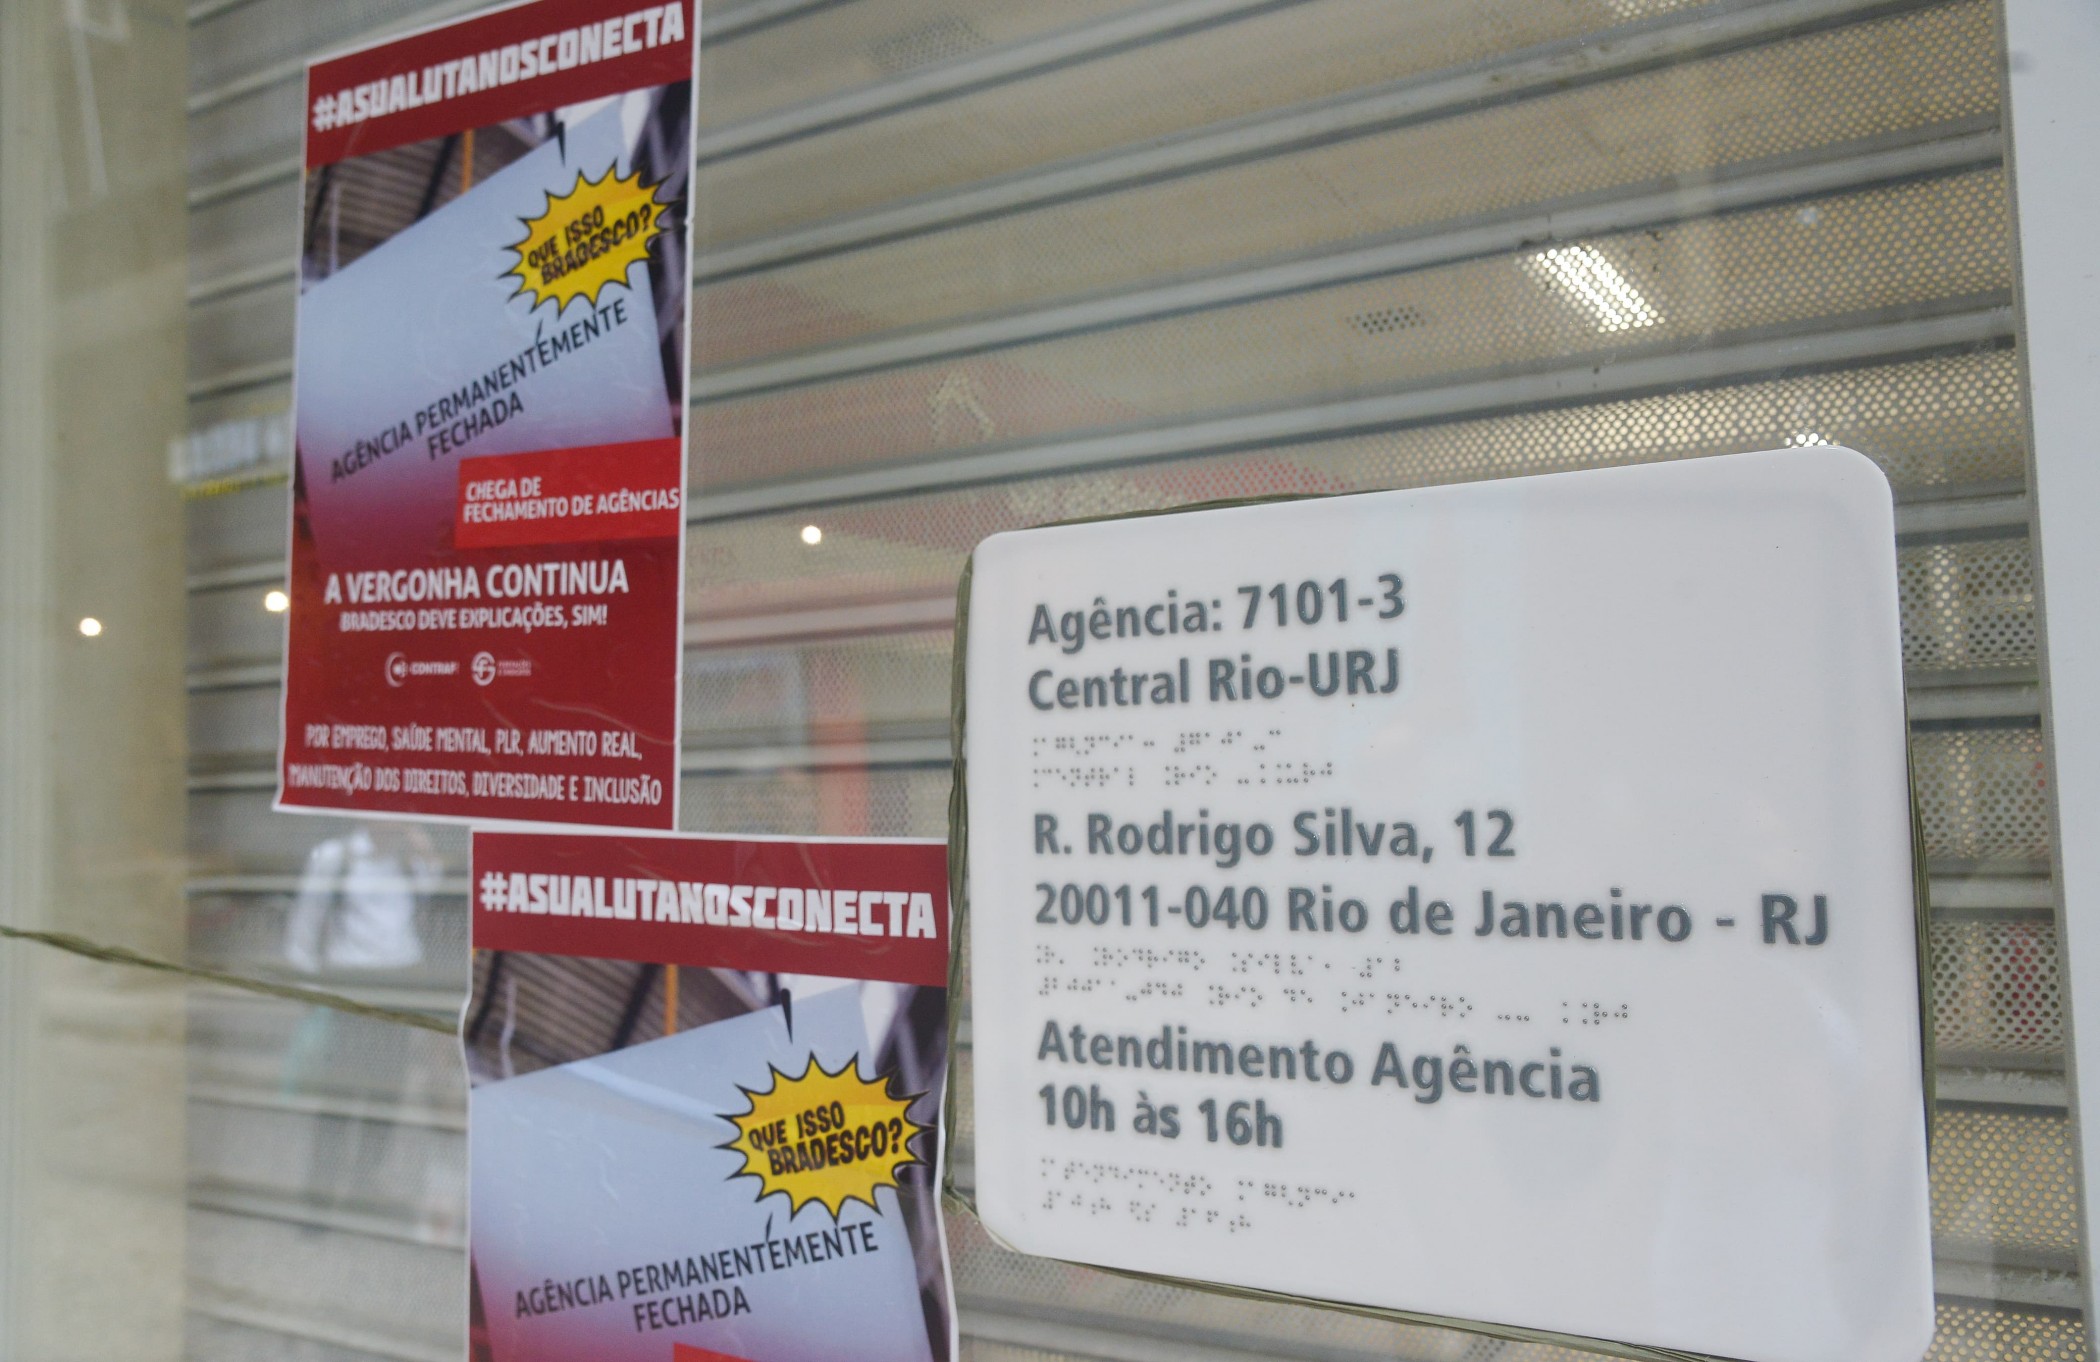 #ASUALUTANOSCONECTA
QUE ISSO
BRADESCO?
AGÊNCIA PERMANENTEMENTE
FECHADA
CHEGA DE
FECHAMENTO DE AGÊNCIAS
A VERGONHA CONTINUA
BRADESCO DEVE EXPLICAÇÕES, SIM!
CONTRAF
POR EMPREGO, SAÚDE MENTAL, PLR, AUMENTO REAL,
MANUTENÇÃO DOS DIREITOS, DIVERSIDADE E INCLUSÃO
#ASUALUTANOSCONECTA
QUE ISSO
BRADESCO?
AGÊNCIA PERMANENTEMENTE
FECHADA
Agência: 7101-3
Central Rio-URJ
R. Rodrigo Silva, 12
20011-040 Rio de Janeiro - RJ
Atendimento Agência
10h às 16h